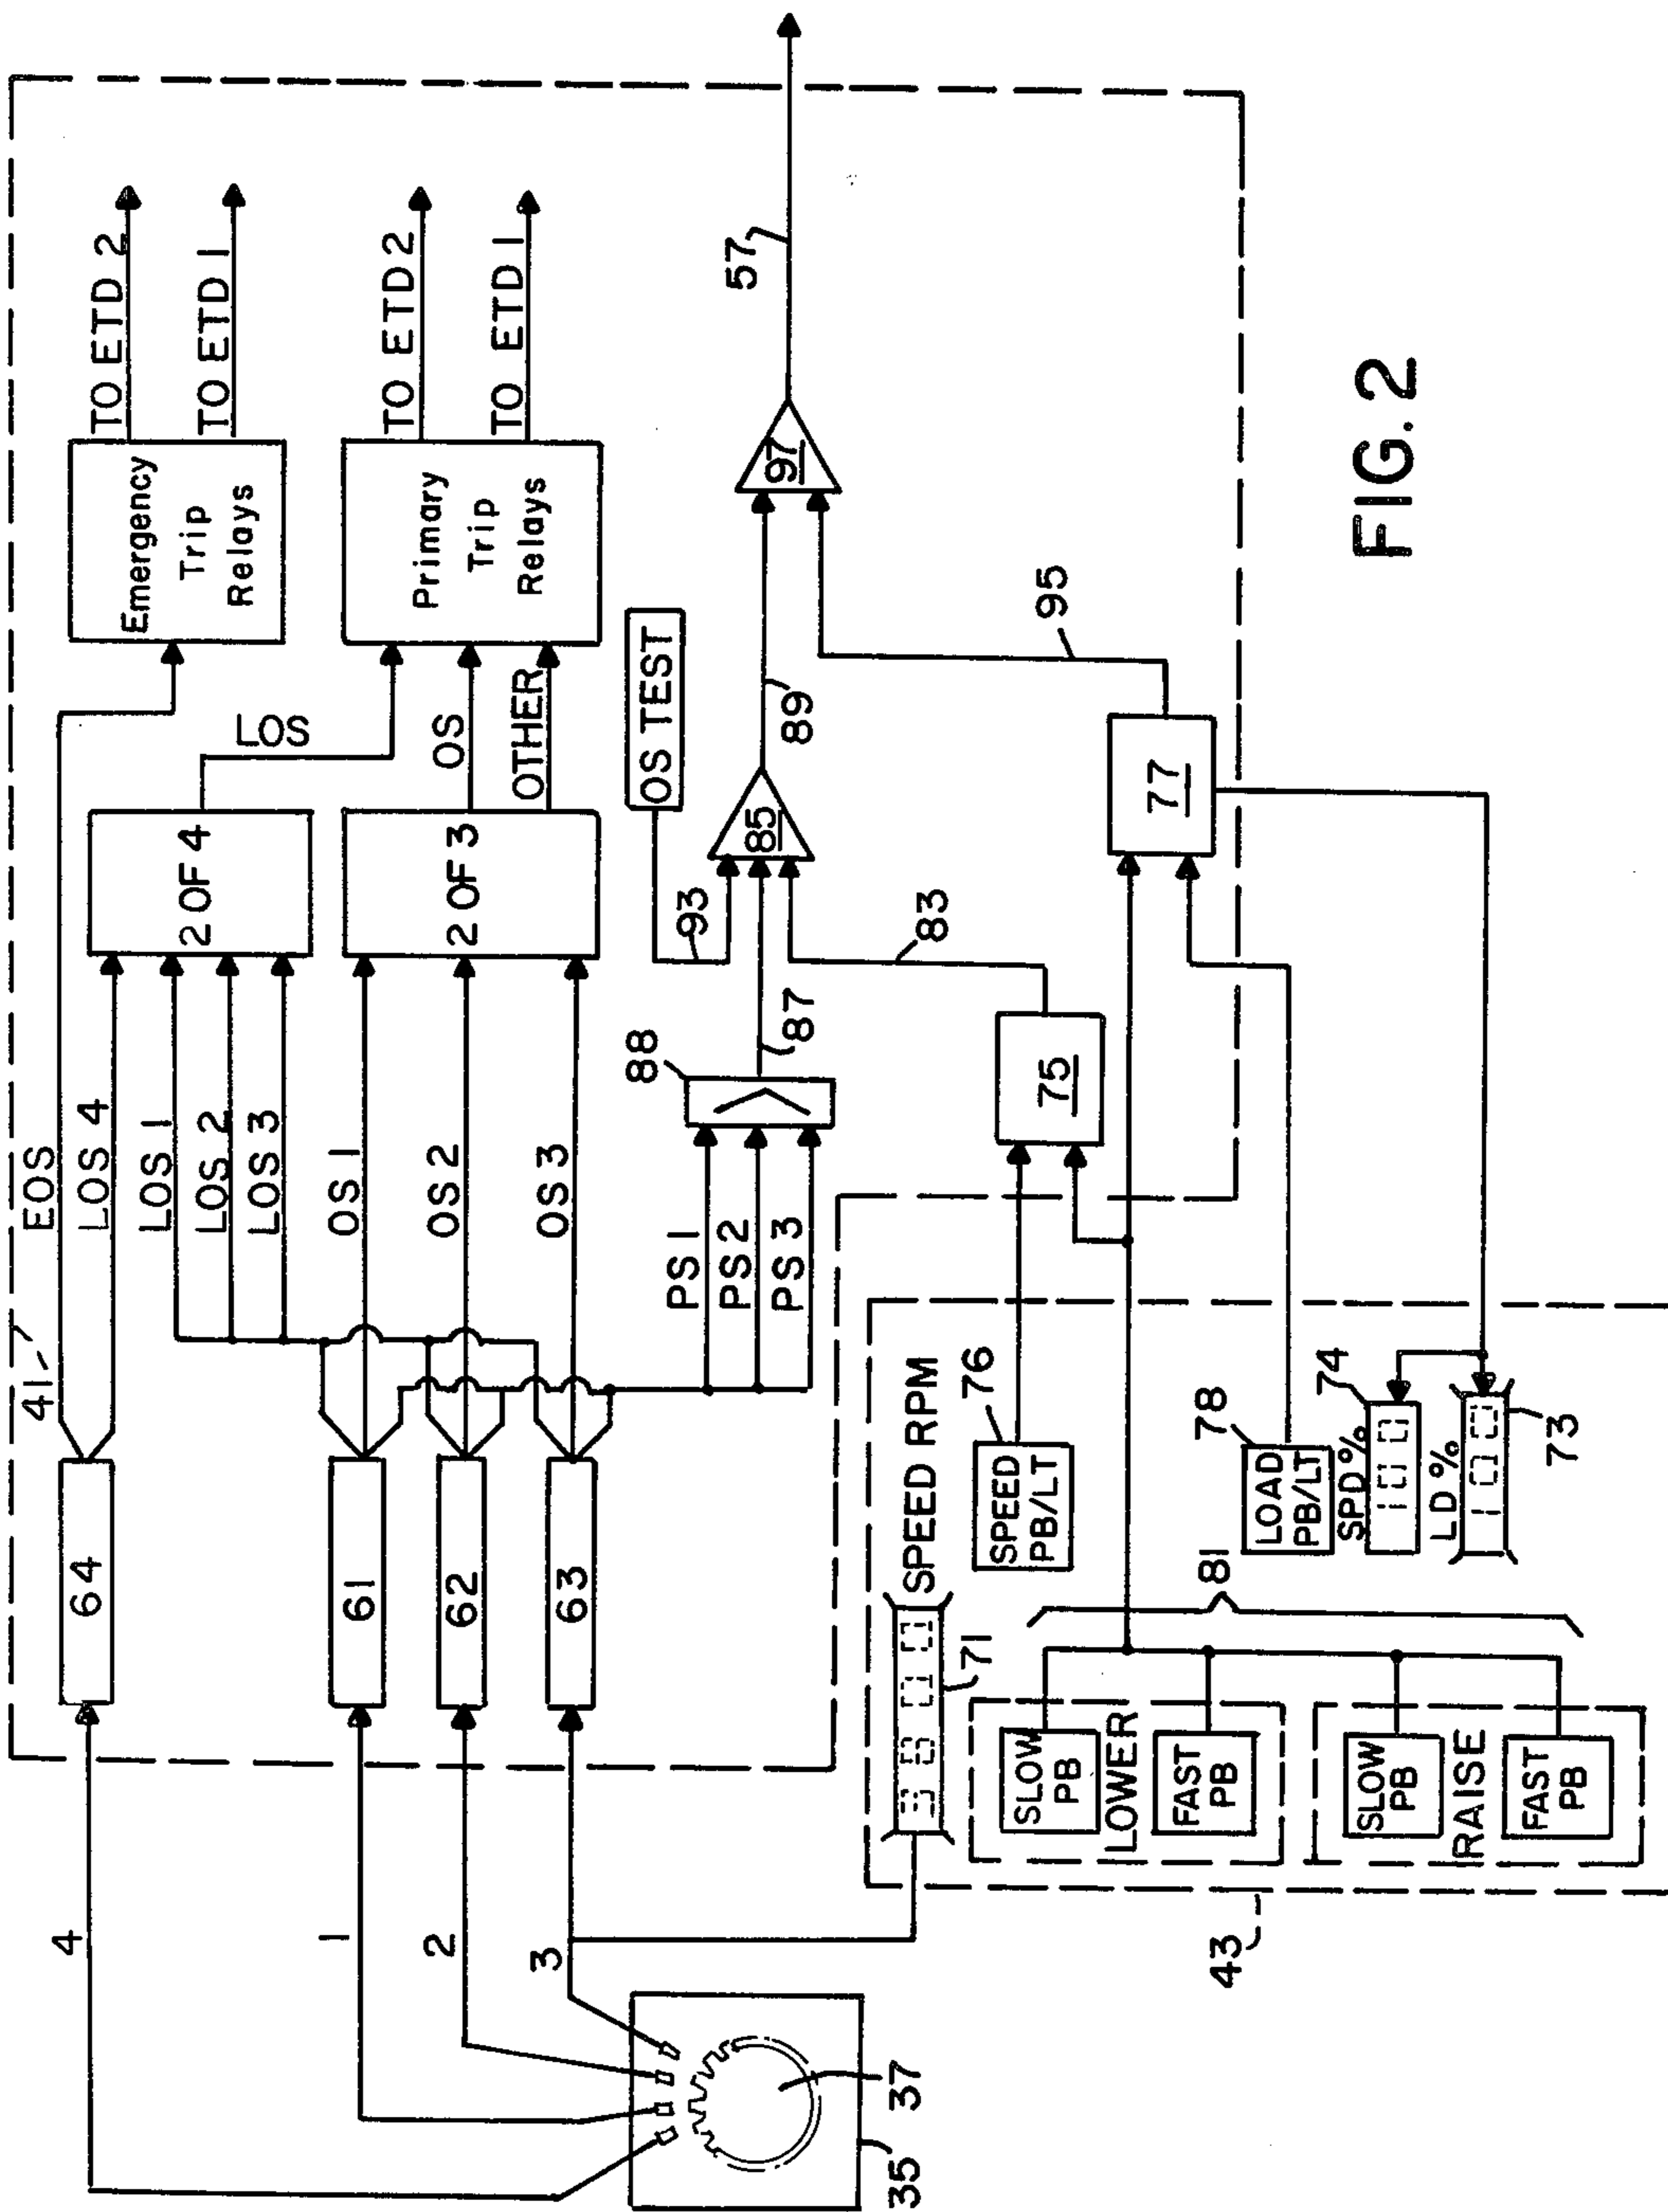 41
EOS
LOS 4
LOS 1
LOS 2
LOS 3
OS 1
OS 2
OS 3
PS 1
PS 2
PS 3
4
1
2
3
64
61
62
63
2 OF 4
2 OF 3
LOS
OS
OTHER
Emergency
Trip
Relays
Primary
Trip
Relays
TO ETD 2
TO ETD 1
TO ETD 2
TO ETD 1
OS TEST
93
88
87
85
89
97
57
83
75
77
95
35
37
43
SPEED RPM
71
SPEED
PB/LT
76
LOAD
PB/LT
78
SPD %
100
74
LD %
100
73
81
SLOW
PB
LOWER
FAST
PB
SLOW
PB
RAISE
FAST
PB
FIG. 2